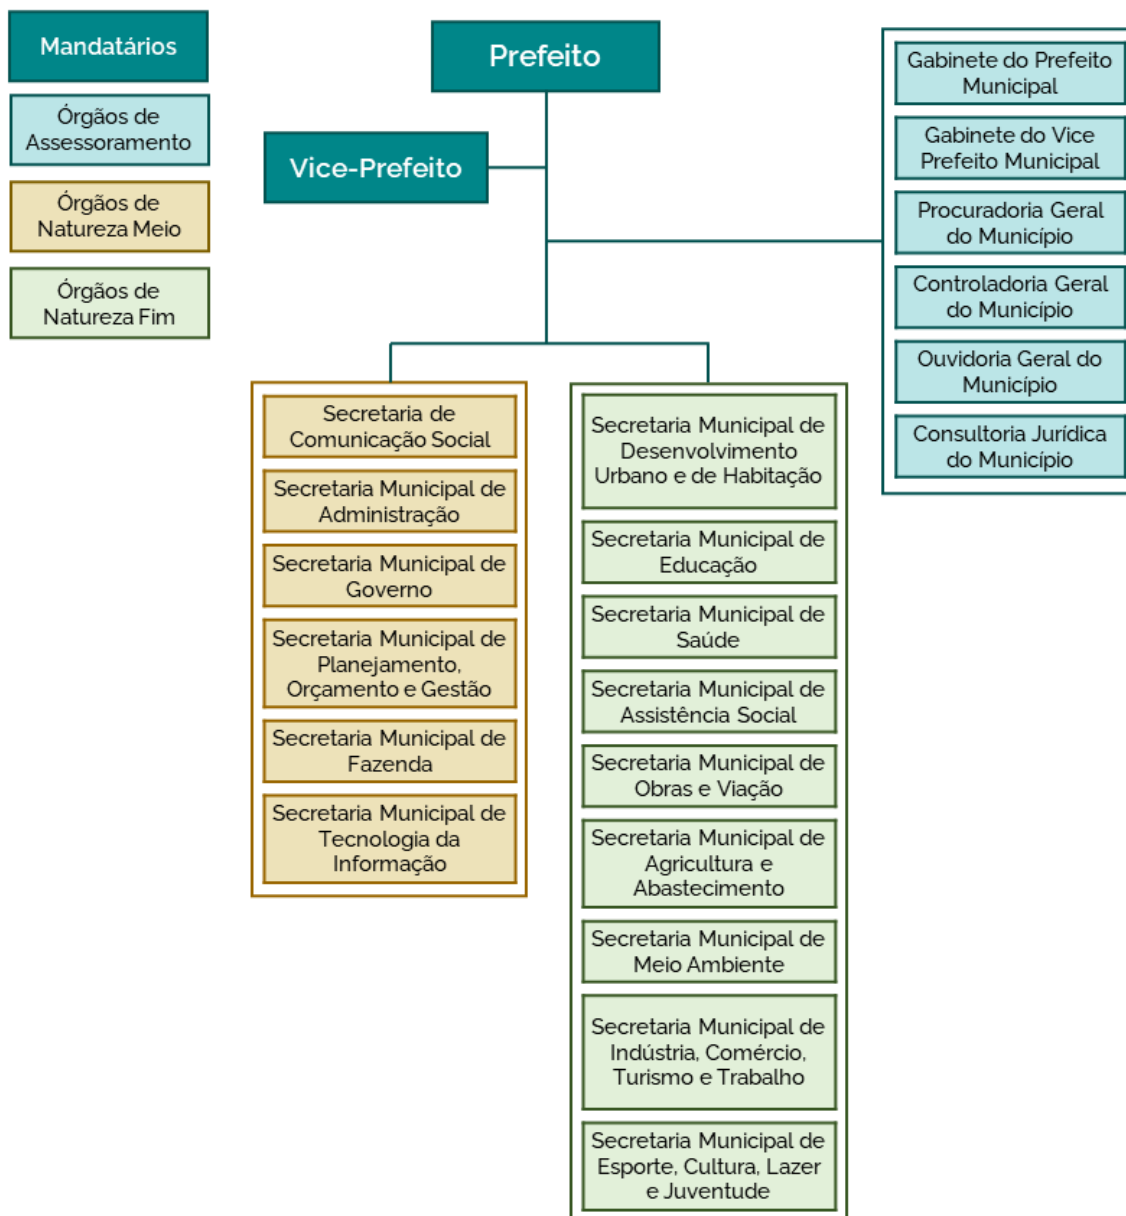 Mandatários
Órgãos de
Assessoramento
Órgãos de
Natureza Meio
Órgãos de
Natureza Fim
Prefeito
Vice-Prefeito
Gabinete do Prefeito
Municipal
Gabinete do Vice
Prefeito Municipal
Procuradoria Geral
do Município
Controladoria Geral
do Município
Ouvidoria Geral do
Município
Consultoria Jurídica
do Município
Secretaria de
Comunicação Social
Secretaria Municipal de
Administração
Secretaria Municipal de
Governo
Secretaria Municipal de
Planejamento,
Orçamento e Gestão
Secretaria Municipal de
Fazenda
Secretaria Municipal de
Tecnologia da
Informação
Secretaria Municipal de
Desenvolvimento
Urbano e de Habitação
Secretaria Municipal de
Educação
Secretaria Municipal de
Saúde
Secretaria Municipal de
Assistência Social
Secretaria Municipal de
Obras e Viação
Secretaria Municipal de
Agricultura e
Abastecimento
Secretaria Municipal de
Meio Ambiente
Secretaria Municipal de
Indústria, Comércio,
Turismo e Trabalho
Secretaria Municipal de
Esporte, Cultura, Lazer
e Juventude